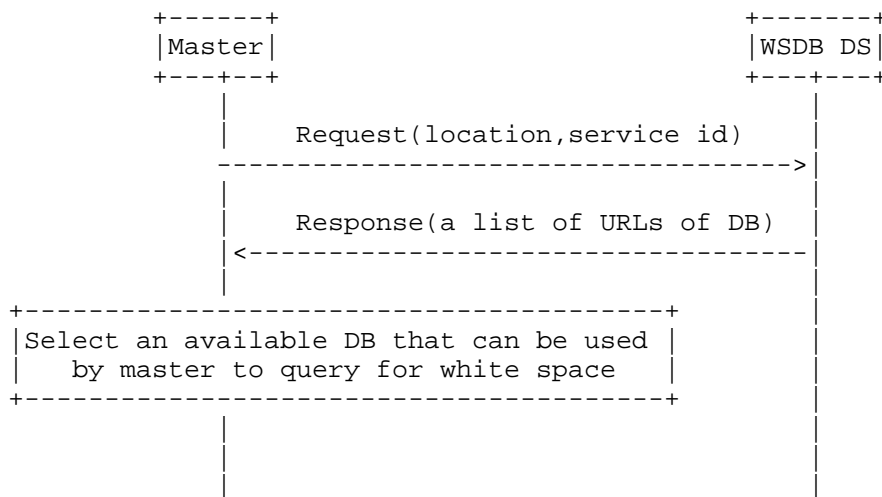 Master
WSDB DS
Request(location,service id)
Response(a list of URLs of DB)
Select an available DB that can be used
by master to query for white space